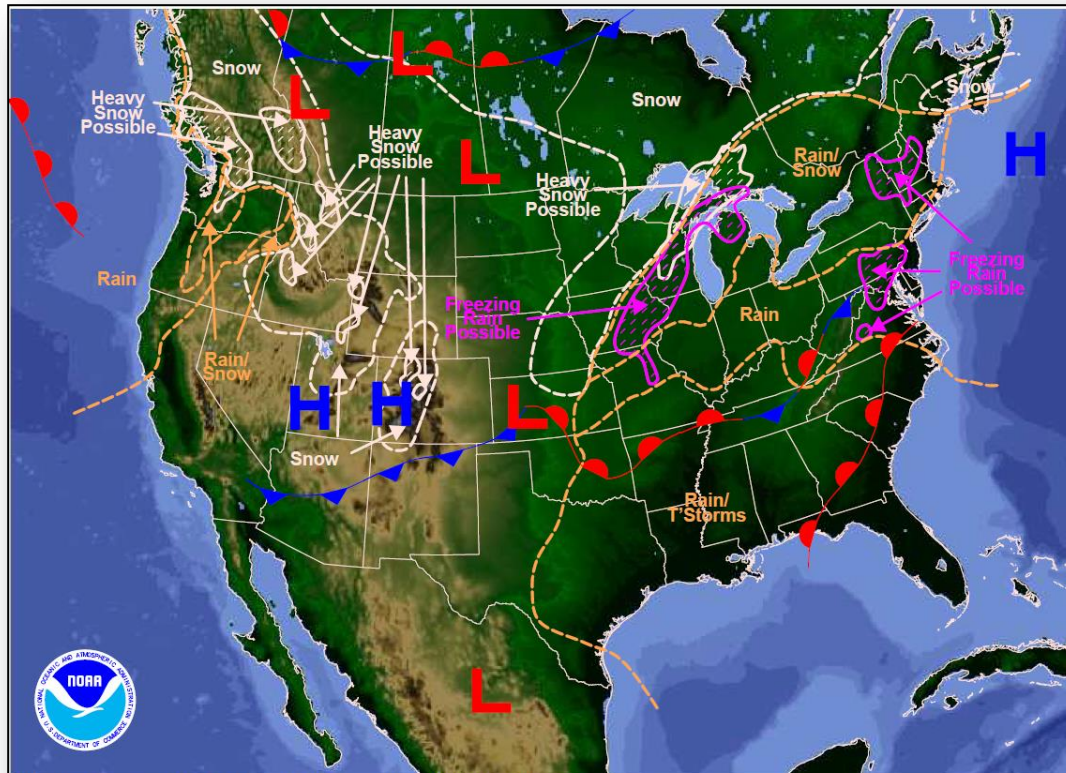 Snow
Heavy
Snow
Possible
L
L
Heavy
Snow
Possible
L
Snow
Heavy
Snow
Possible
Rain/
Snow
Snow
H
Rain
Rain/
Snow
Freezing
Rain
Possible
Rain
Freezing
Rain
Possible
H
H
L
Snow
Rain/
T'Storms
L
NATIONAL OCEANIC AND ATMOSPHERIC ADMINISTRATION
NOAA
U.S. DEPARTMENT OF COMMERCE